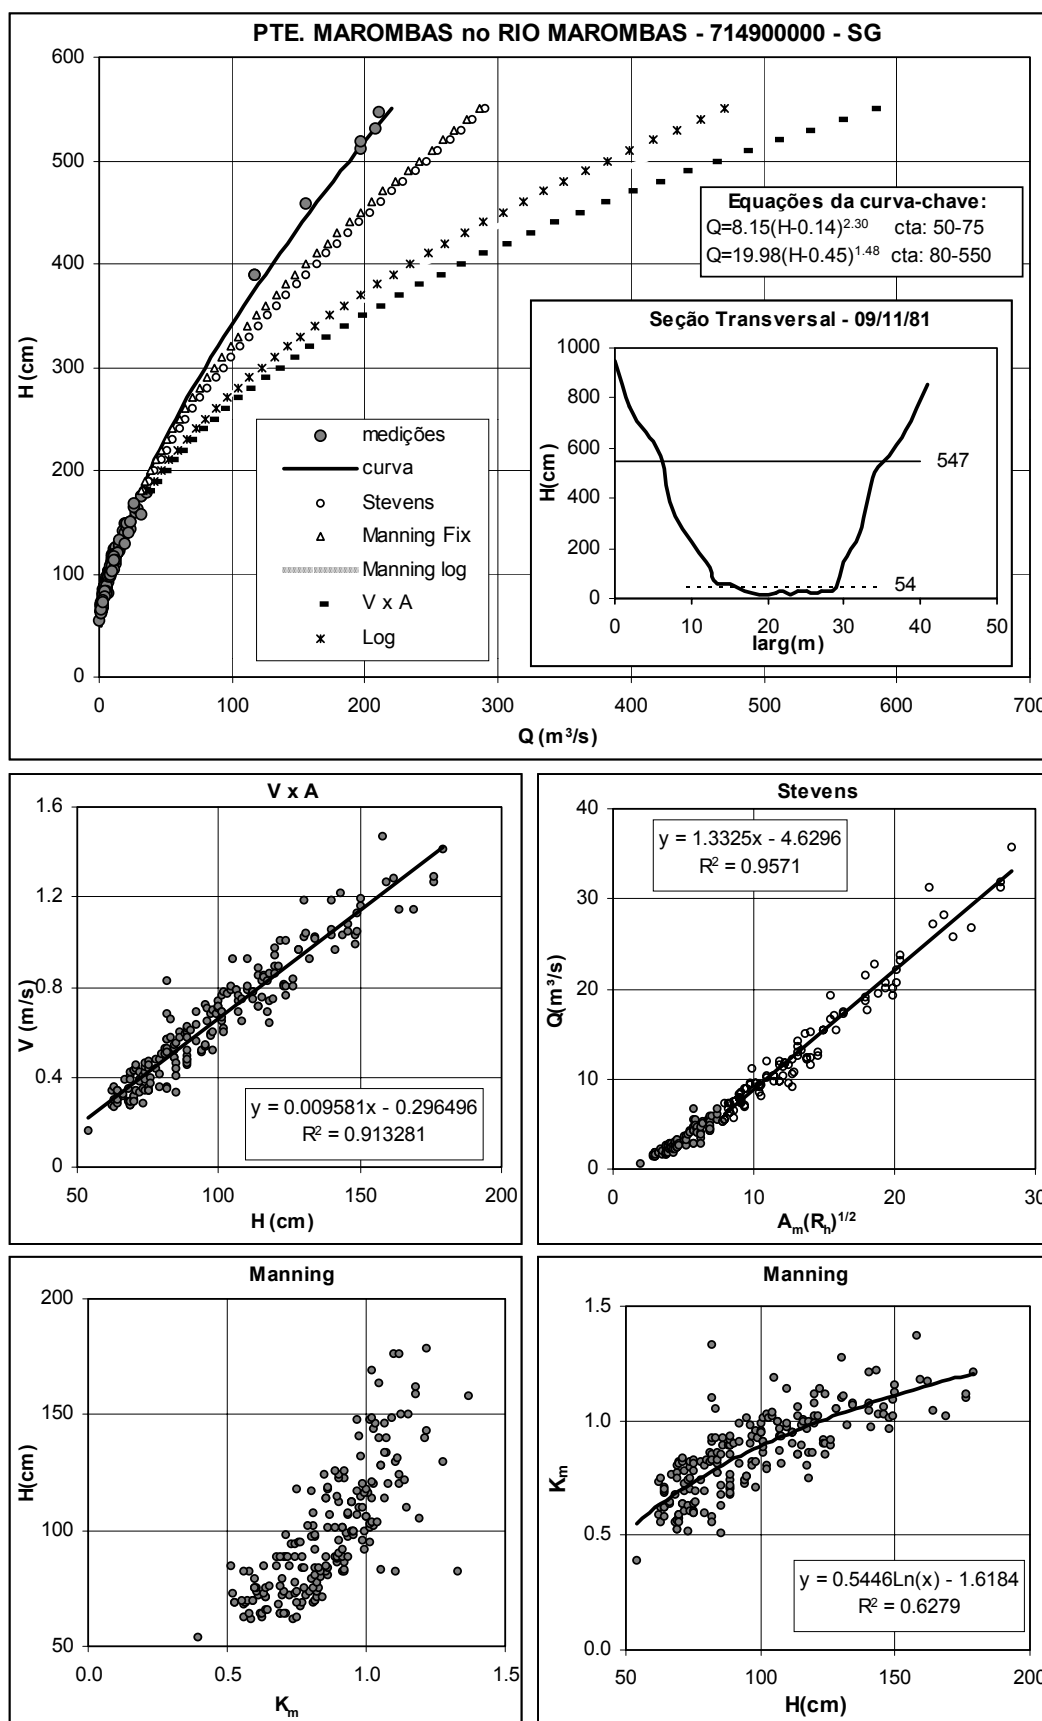 PTE. MAROMBAS no RIO MAROMBAS - 714900000 - SG
600
500
400
300
200
100
0
H (cm)
0 100 200 300 400 500 600 700
Q (m³/s)
medições
curva
Stevens
Manning Fix
Manning log
V x A
Log
Equações da curva-chave:
Q=8.15(H-0.14)^2.30 cta: 50-75
Q=19.98(H-0.45)^1.48 cta: 80-550
Seção Transversal - 09/11/81
1000
800
600
400
200
0
H(cm)
547
54
0 10 20 30 40 50
larg(m)
V x A
1.6
1.2
0.8
0.4
0
V (m/s)
y = 0.009581x - 0.296496
R² = 0.913281
50 100 150 200
H (cm)
Stevens
40
30
20
10
0
Q(m³/s)
y = 1.3325x - 4.6296
R² = 0.9571
0 10 20 30
Aₘ(Rₕ)^1/2
Manning
200
150
100
50
H(cm)
0.0 0.5 1.0 1.5
Kₘ
Manning
1.5
1.0
0.5
0.0
Kₘ
y = 0.5446Ln(x) - 1.6184
R² = 0.6279
50 100 150 200
H(cm)